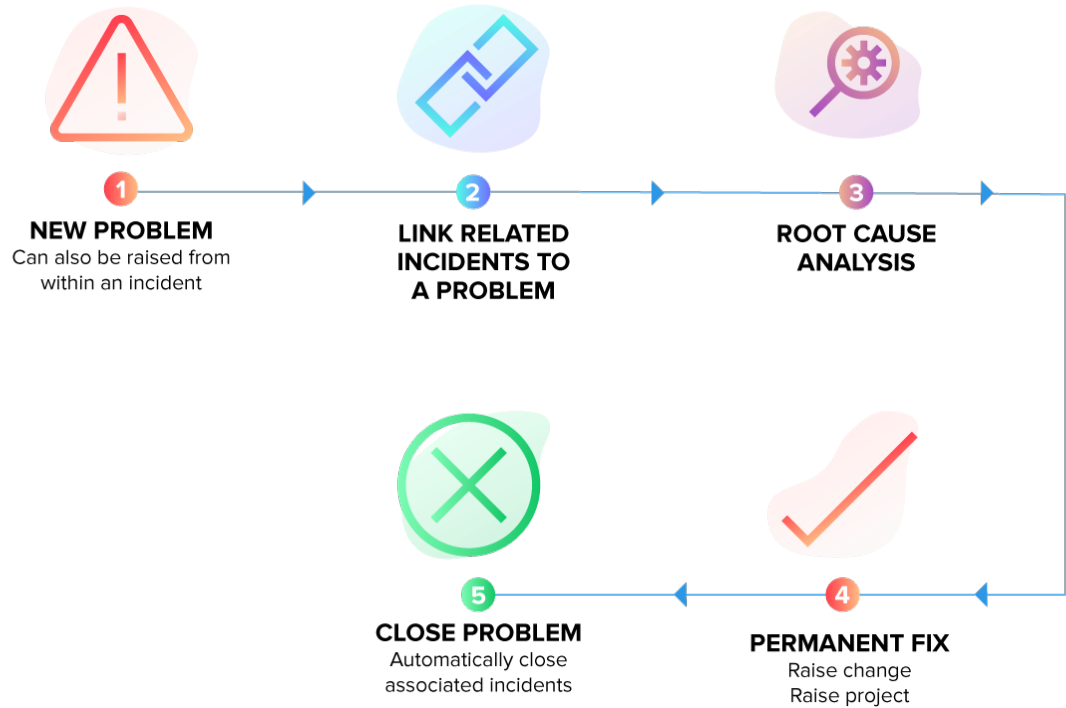 1
NEW PROBLEM
Can also be raised from
within an incident
2
LINK RELATED
INCIDENTS TO
A PROBLEM
3
ROOT CAUSE
ANALYSIS
4
PERMANENT FIX
Raise change
Raise project
5
CLOSE PROBLEM
Automatically close
associated incidents